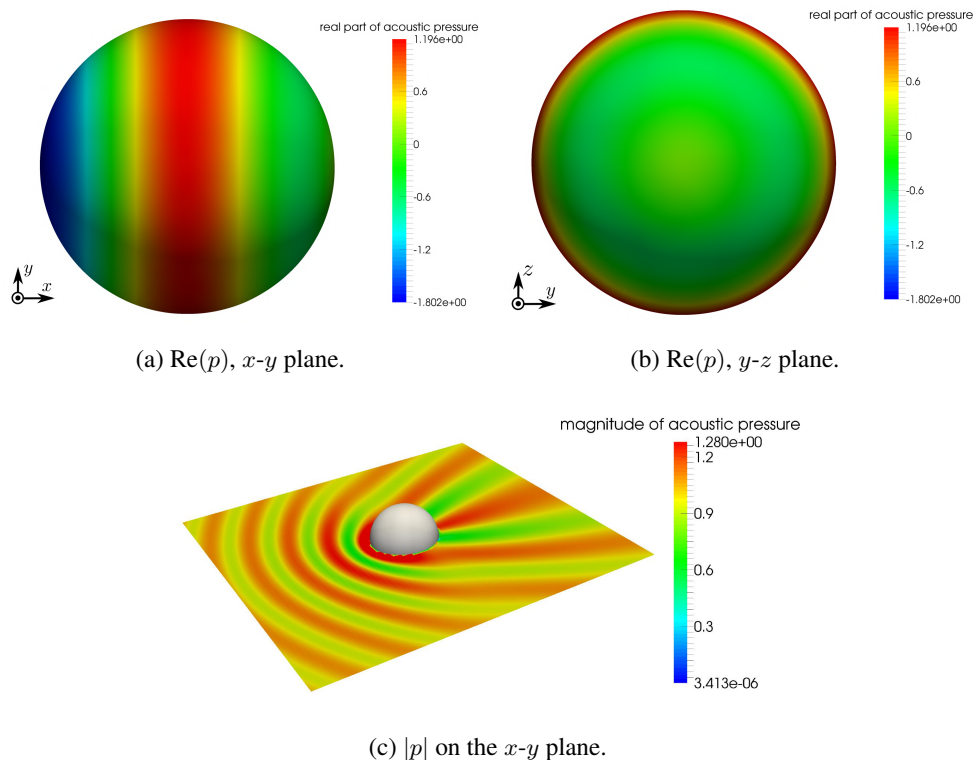 real part of acoustic pressure
1.196e+00
0.6
0
-0.6
-1.2
-1.802e+00
y
x
(a) Re(p), x-y plane.
real part of acoustic pressure
1.196e+00
0.6
0
-0.6
-1.2
-1.802e+00
z
y
(b) Re(p), y-z plane.
magnitude of acoustic pressure
1.280e+00
1.2
0.9
0.6
0.3
3.413e-06
(c) |p| on the x-y plane.